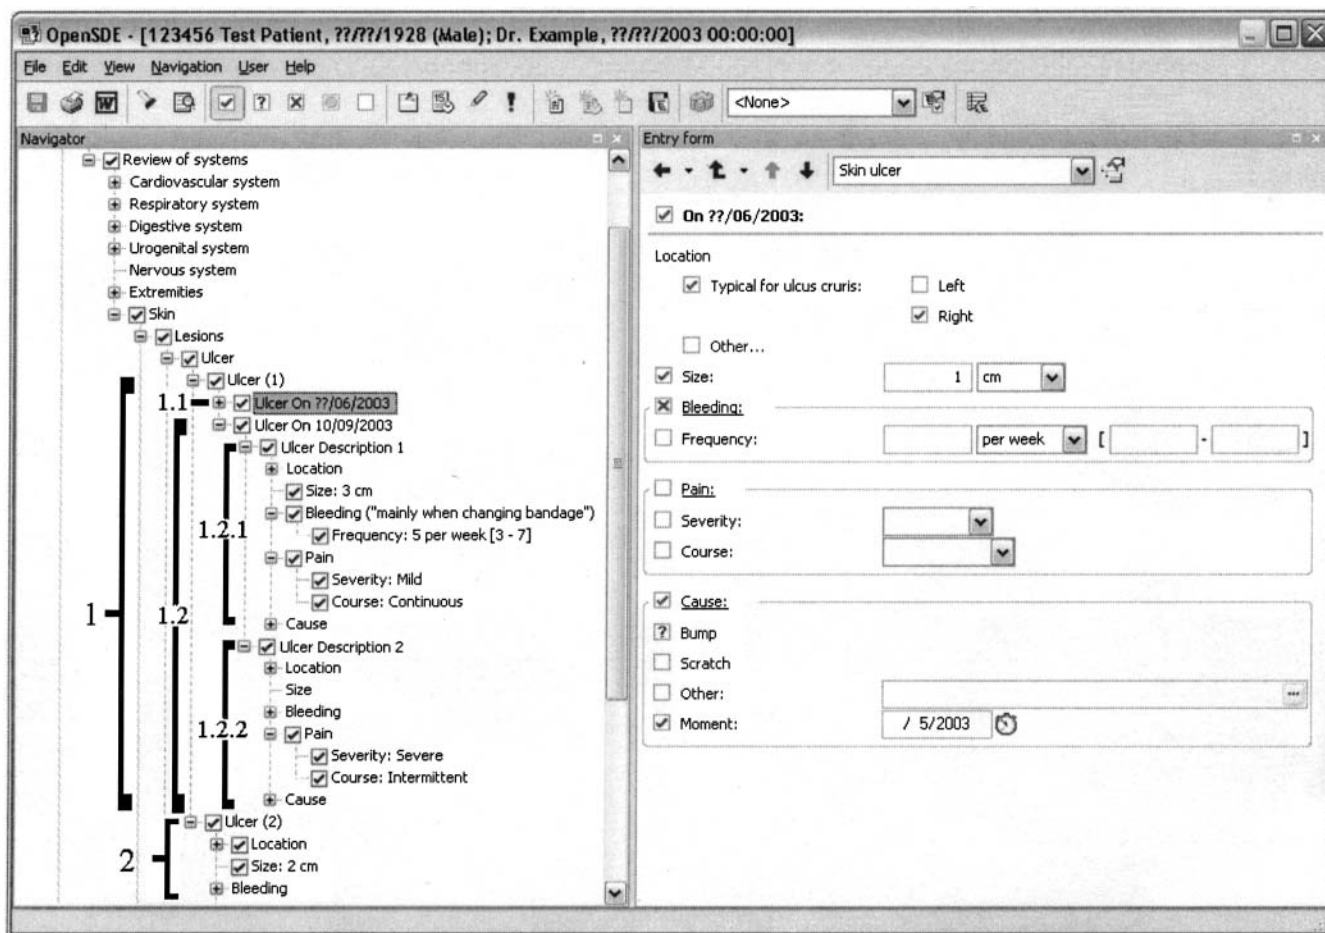 OpenSDE - [123456 Test Patient, ??/??/1928 (Male); Dr. Example, ??/??/2003 00:00:00]
File Edit View Navigation User Help
<None>
Navigator
Review of systems
Cardiovascular system
Respiratory system
Digestive system
Urogenital system
Nervous system
Extremities
Skin
Lesions
Ulcer
Ulcer (1)
1.1 Ulcer On ??/06/2003
Ulcer On 10/09/2003
Ulcer Description 1
Location
Size: 3 cm
Bleeding ("mainly when changing bandage")
1.2.1 Frequency: 5 per week [3 - 7]
Pain
Severity: Mild
Course: Continuous
1 1.2
Cause
Ulcer Description 2
Location
Size
Bleeding
1.2.2 Pain
Severity: Severe
Course: Intermittent
Cause
Ulcer (2)
Location
2 Size: 2 cm
Bleeding
Entry form
Skin ulcer
On ??/06/2003:
Location
Typical for ulcus cruris: Left
Right
Other...
Size: 1 cm
Bleeding:
Frequency: per week [ - ]
Pain:
Severity:
Course:
Cause:
? Bump
Scratch
Other: ...
Moment: / 5/2003